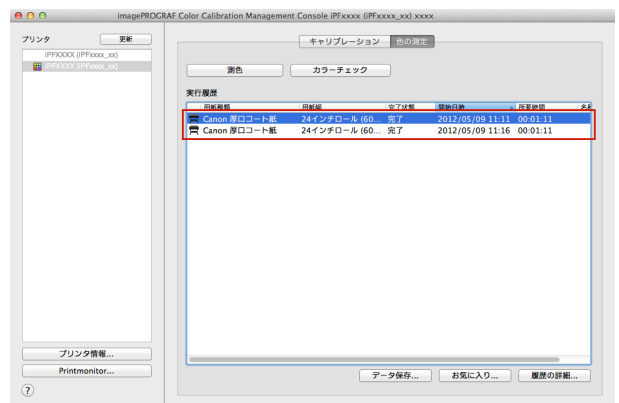 imagePROGRAF Color Calibration Management Console iPFxxxx (iPFxxxx_xx) xxxx
プリンタ
更新
iPFXXXX (iPFxxxx_xx)
iPFXXXX (iPFxxxx_xx)
キャリブレーション 色の測定
測色 カラーチェック
実行履歴
用紙種類 用紙幅 完了状態 開始日時 所要時間
Canon 厚口コート紙 24インチロール (60... 完了 2012/05/09 11:11 00:01:11
Canon 厚口コート紙 24インチロール (60... 完了 2012/05/09 11:16 00:01:11
プリンタ情報...
Printmonitor...
データ保存... お気に入り... 履歴の詳細...
?